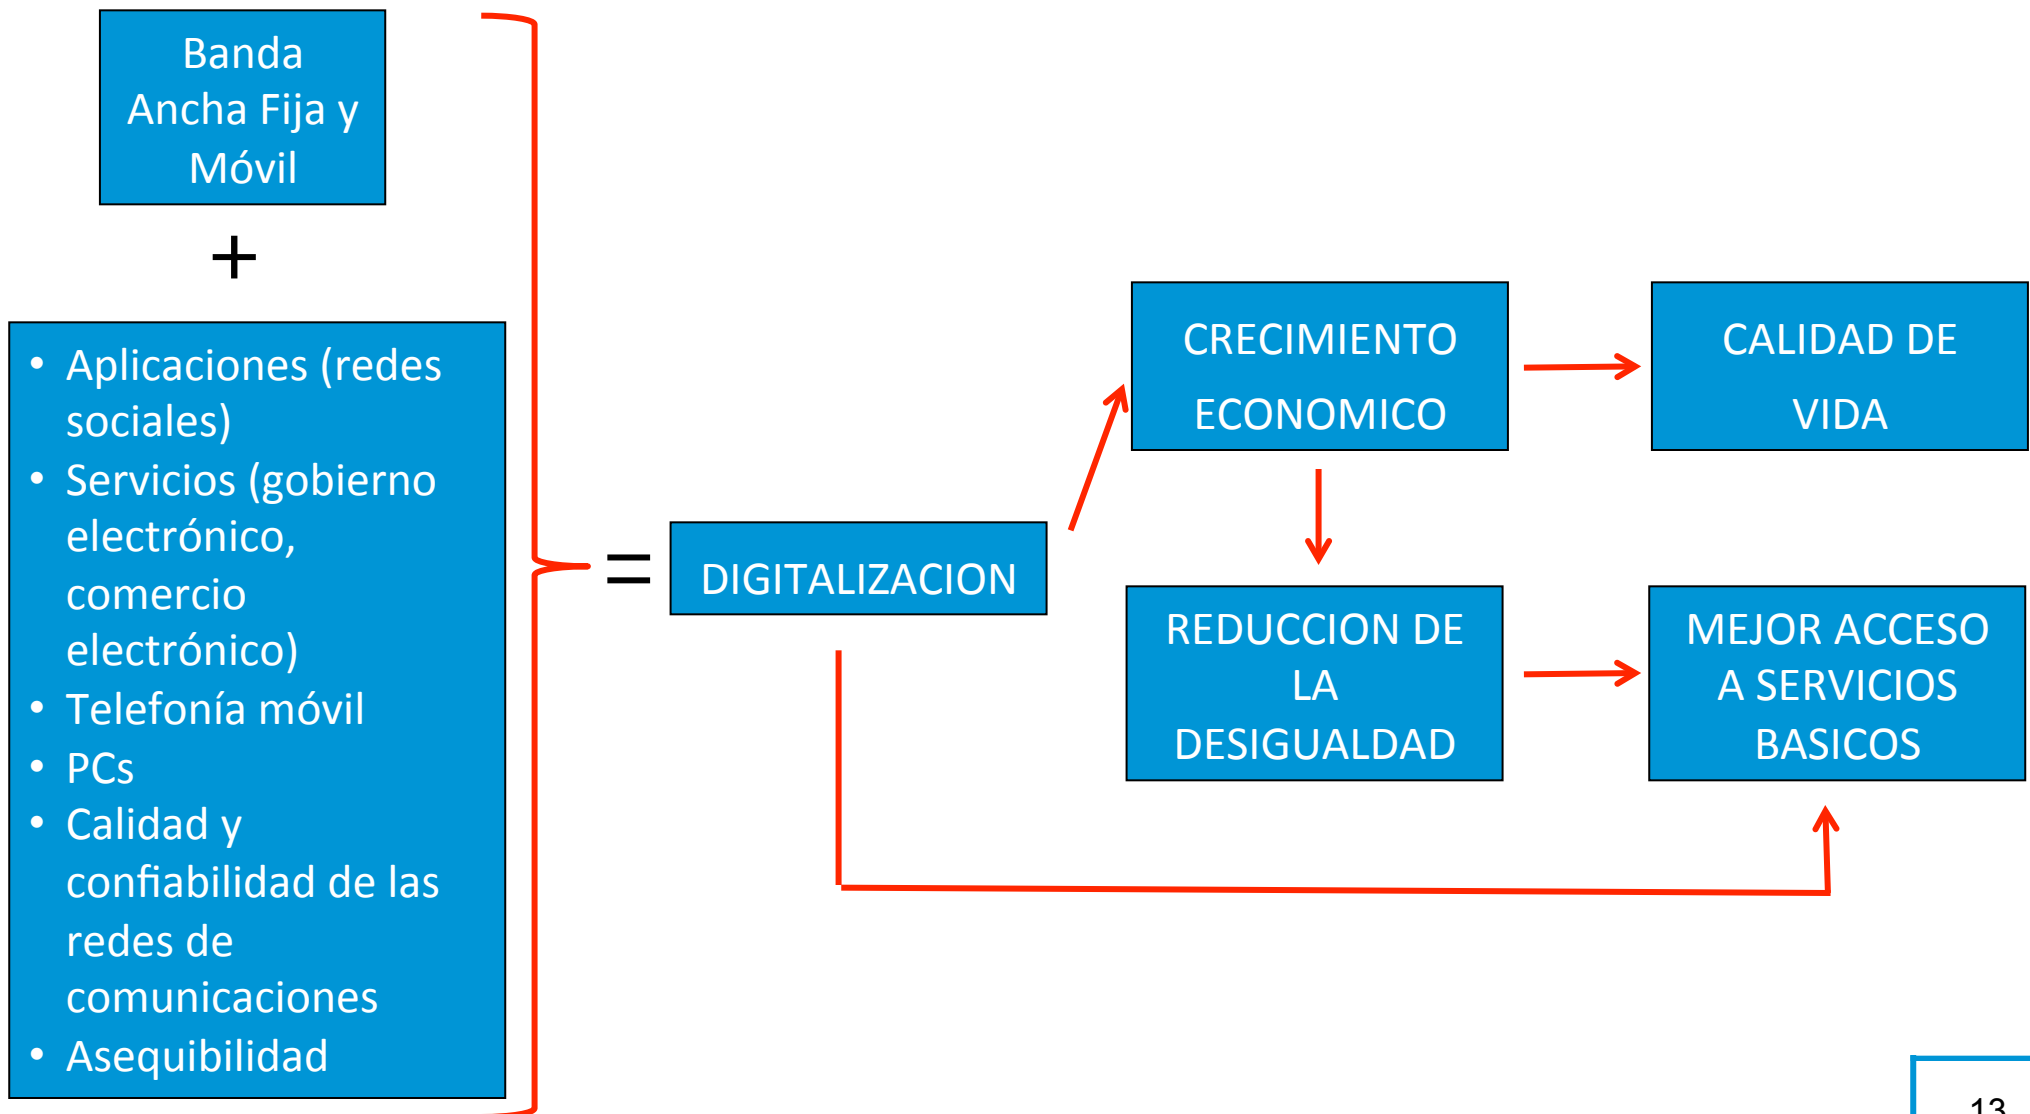 Banda
Ancha Fija y
Móvil
+
• Aplicaciones (redes
sociales)
• Servicios (gobierno
electrónico,
comercio
electrónico)
• Telefonía móvil
• PCs
• Calidad y
confiabilidad de las
redes de
comunicaciones
• Asequibilidad
=
DIGITALIZACION
CRECIMIENTO
ECONOMICO
CALIDAD DE
VIDA
REDUCCION DE
LA
DESIGUALDAD
MEJOR ACCESO
A SERVICIOS
BASICOS
13